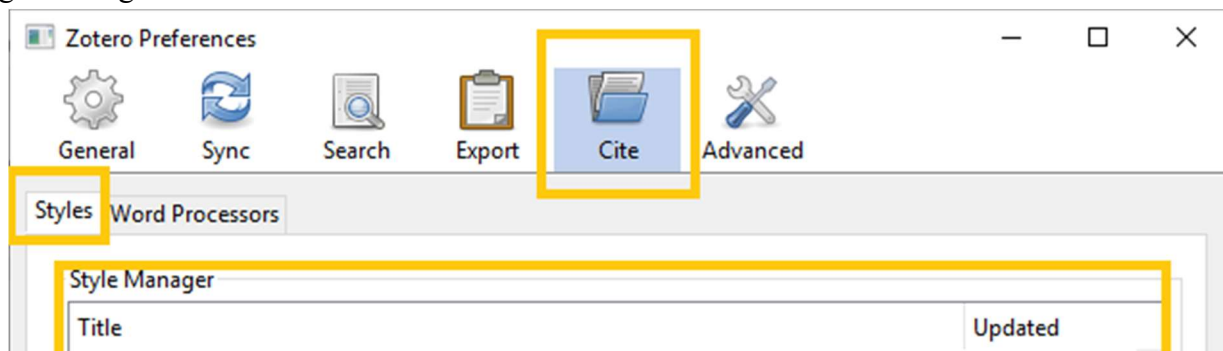 Zotero Preferences
General Sync Search Export Cite Advanced
Styles Word Processors
Style Manager
Title Updated